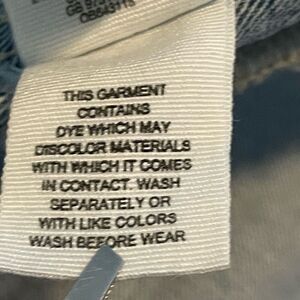 THIS GARMENT
CONTAINS
DYE WHICH MAY
DISCOLOR MATERIALS
WITH WHICH IT COMES
IN CONTACT. WASH
SEPARATELY OR
WITH LIKE COLORS
WASH BEFORE WEAR